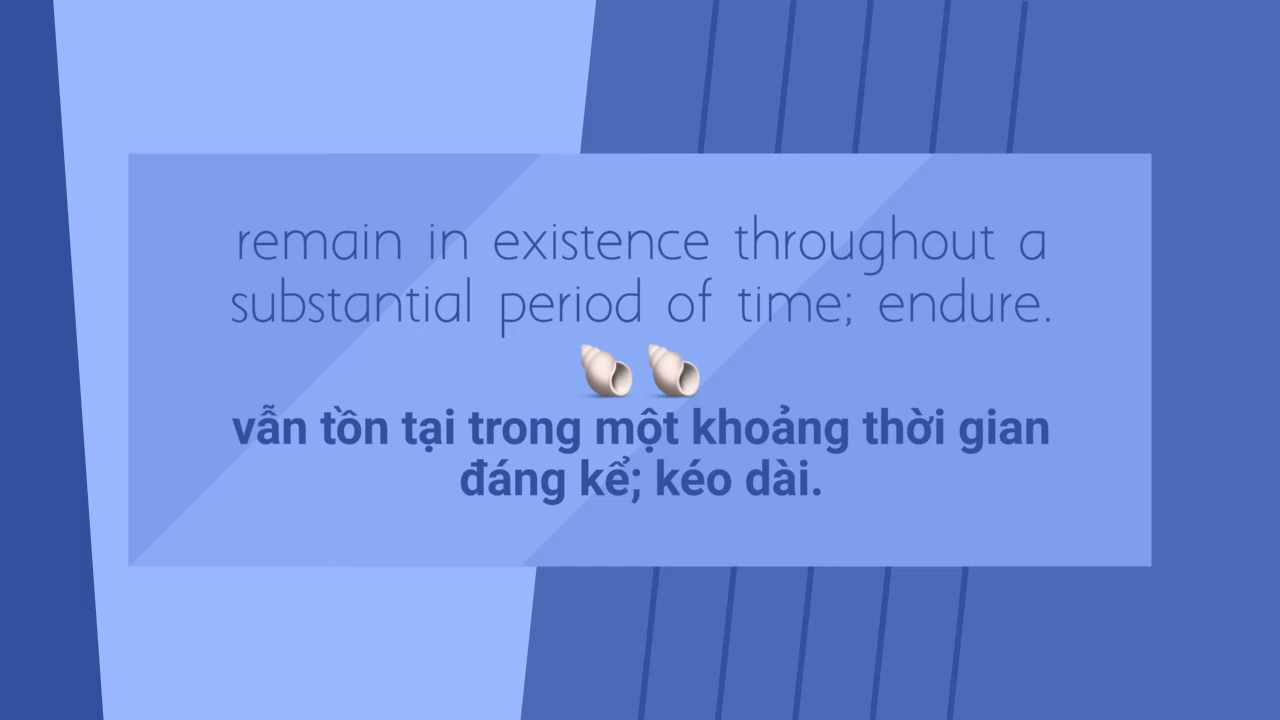 remain in existence throughout a
substantial period of time; endure.
vẫn tồn tại trong một khoảng thời gian
đáng kể; kéo dài.